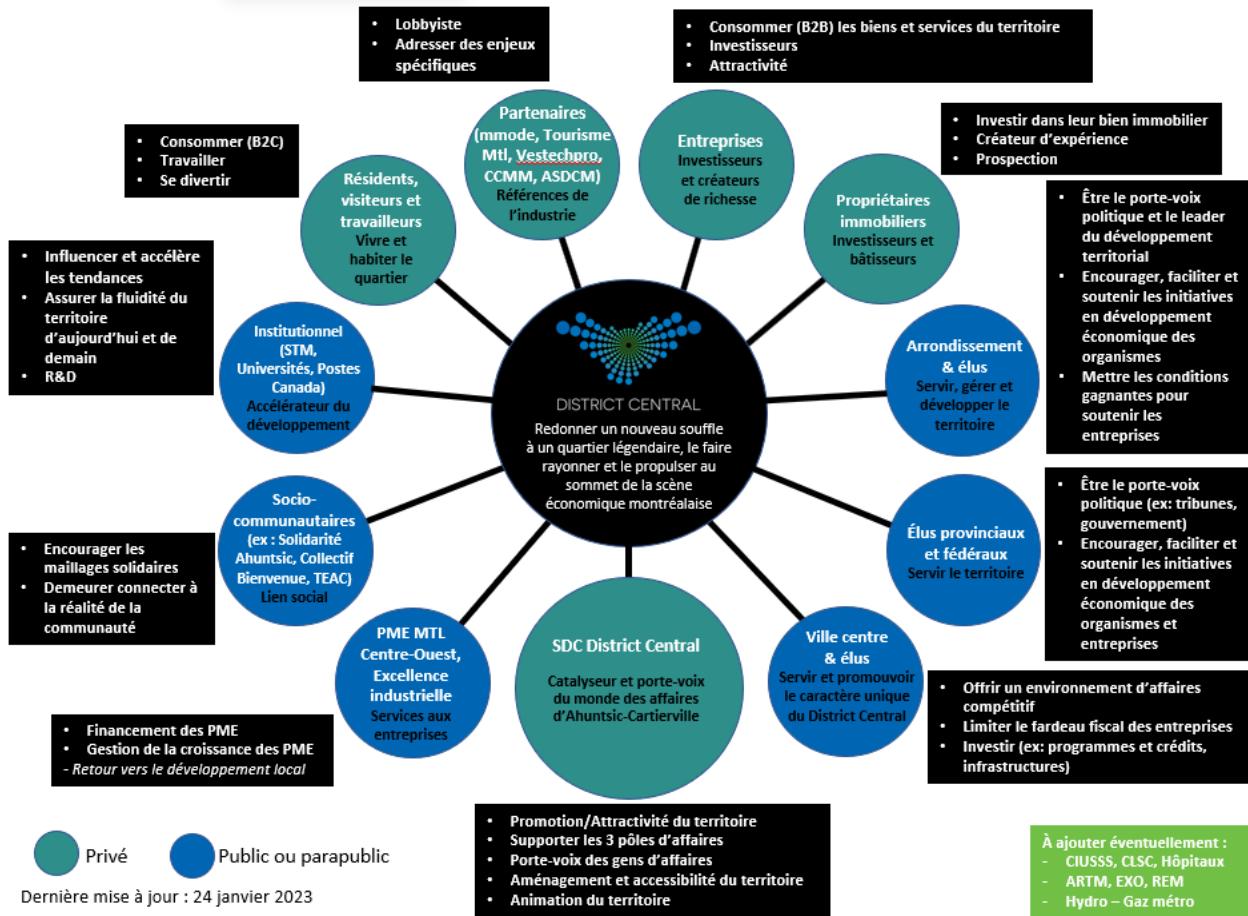 • Lobbyiste
• Adresser des enjeux
spécifiques
• Consommer (B2B) les biens et services du territoire
• Investisseurs
• Attractivité
• Consommer (B2C)
• Travailler
• Se divertir
Partenaires
(mmode, Tourisme
Mtl, Vestechpro,
CCMM, ASDCM)
Références de
l'industrie
Entreprises
Investisseurs
et créateurs
de richesse
• Investir dans leur bien immobilier
• Créateur d'expérience
• Prospection
Résidents,
visiteurs et
travailleurs
Vivre et
habiter le
quartier
Propriétaires
immobiliers
Investisseurs et
bâtisseurs
• Être le porte-voix
politique et le leader
du développement
territorial
• Encourager, faciliter et
soutenir les initiatives
en développement
économique des
organismes
• Mettre les conditions
gagnantes pour
soutenir les
entreprises
• Influencer et accélère
les tendances
• Assurer la fluidité du
territoire
d'aujourd'hui et de
demain
• R&D
Institutionnel
(STM,
Universités, Postes
Canada)
Accélérateur du
développement
DISTRICT CENTRAL
Redonner un nouveau souffle
à un quartier légendaire, le faire
rayonner et le propulser au
sommet de la scène
économique montréalaise
Arrondissement
& élus
Servir, gérer et
développer le
territoire
• Encourager les
maillages solidaires
• Demeurer connecter à
la réalité de la
communauté
Socio-
communautaires
(ex : Solidarité
Ahuntsic, Collectif
Bienvenue, TEAC)
Lien social
Élus provinciaux
et fédéraux
Servir le territoire
• Être le porte-voix
politique (ex: tribunes,
gouvernement)
• Encourager, faciliter et
soutenir les initiatives
en développement
économique des
organismes et
entreprises
PME MTL
Centre-Ouest,
Excellence
industrielle
Services aux
entreprises
SDC District Central
Catalyseur et porte-voix
du monde des affaires
d'Ahuntsic-Cartierville
Ville centre
& élus
Servir et promouvoir
le caractère unique
du District Central
• Offrir un environnement d'affaires
compétitif
• Limiter le fardeau fiscal des entreprises
• Investir (ex: programmes et crédits,
infrastructures)
• Financement des PME
• Gestion de la croissance des PME
- Retour vers le développement local
• Promotion/Attractivité du territoire
• Supporter les 3 pôles d'affaires
• Porte-voix des gens d'affaires
• Aménagement et accessibilité du territoire
• Animation du territoire
Privé
Public ou parapublic
Dernière mise à jour : 24 janvier 2023
À ajouter éventuellement :
- CIUSSS, CLSC, Hôpitaux
- ARTM, EXO, REM
- Hydro – Gaz métro